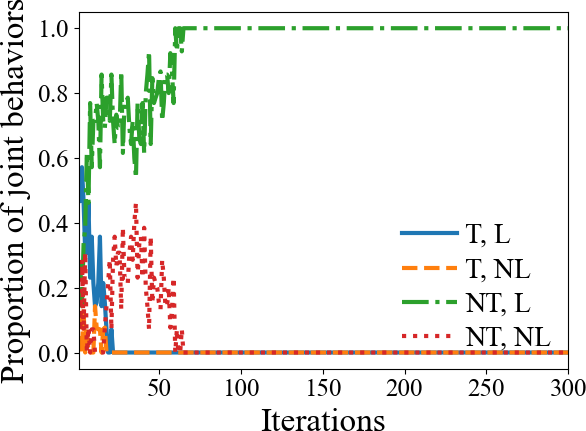 Proportion of joint behaviors
1.0
0.8
0.6
0.4
0.2
0.0
T, L
T, NL
NT, L
NT, NL
50
100
150
200
250
300
Iterations